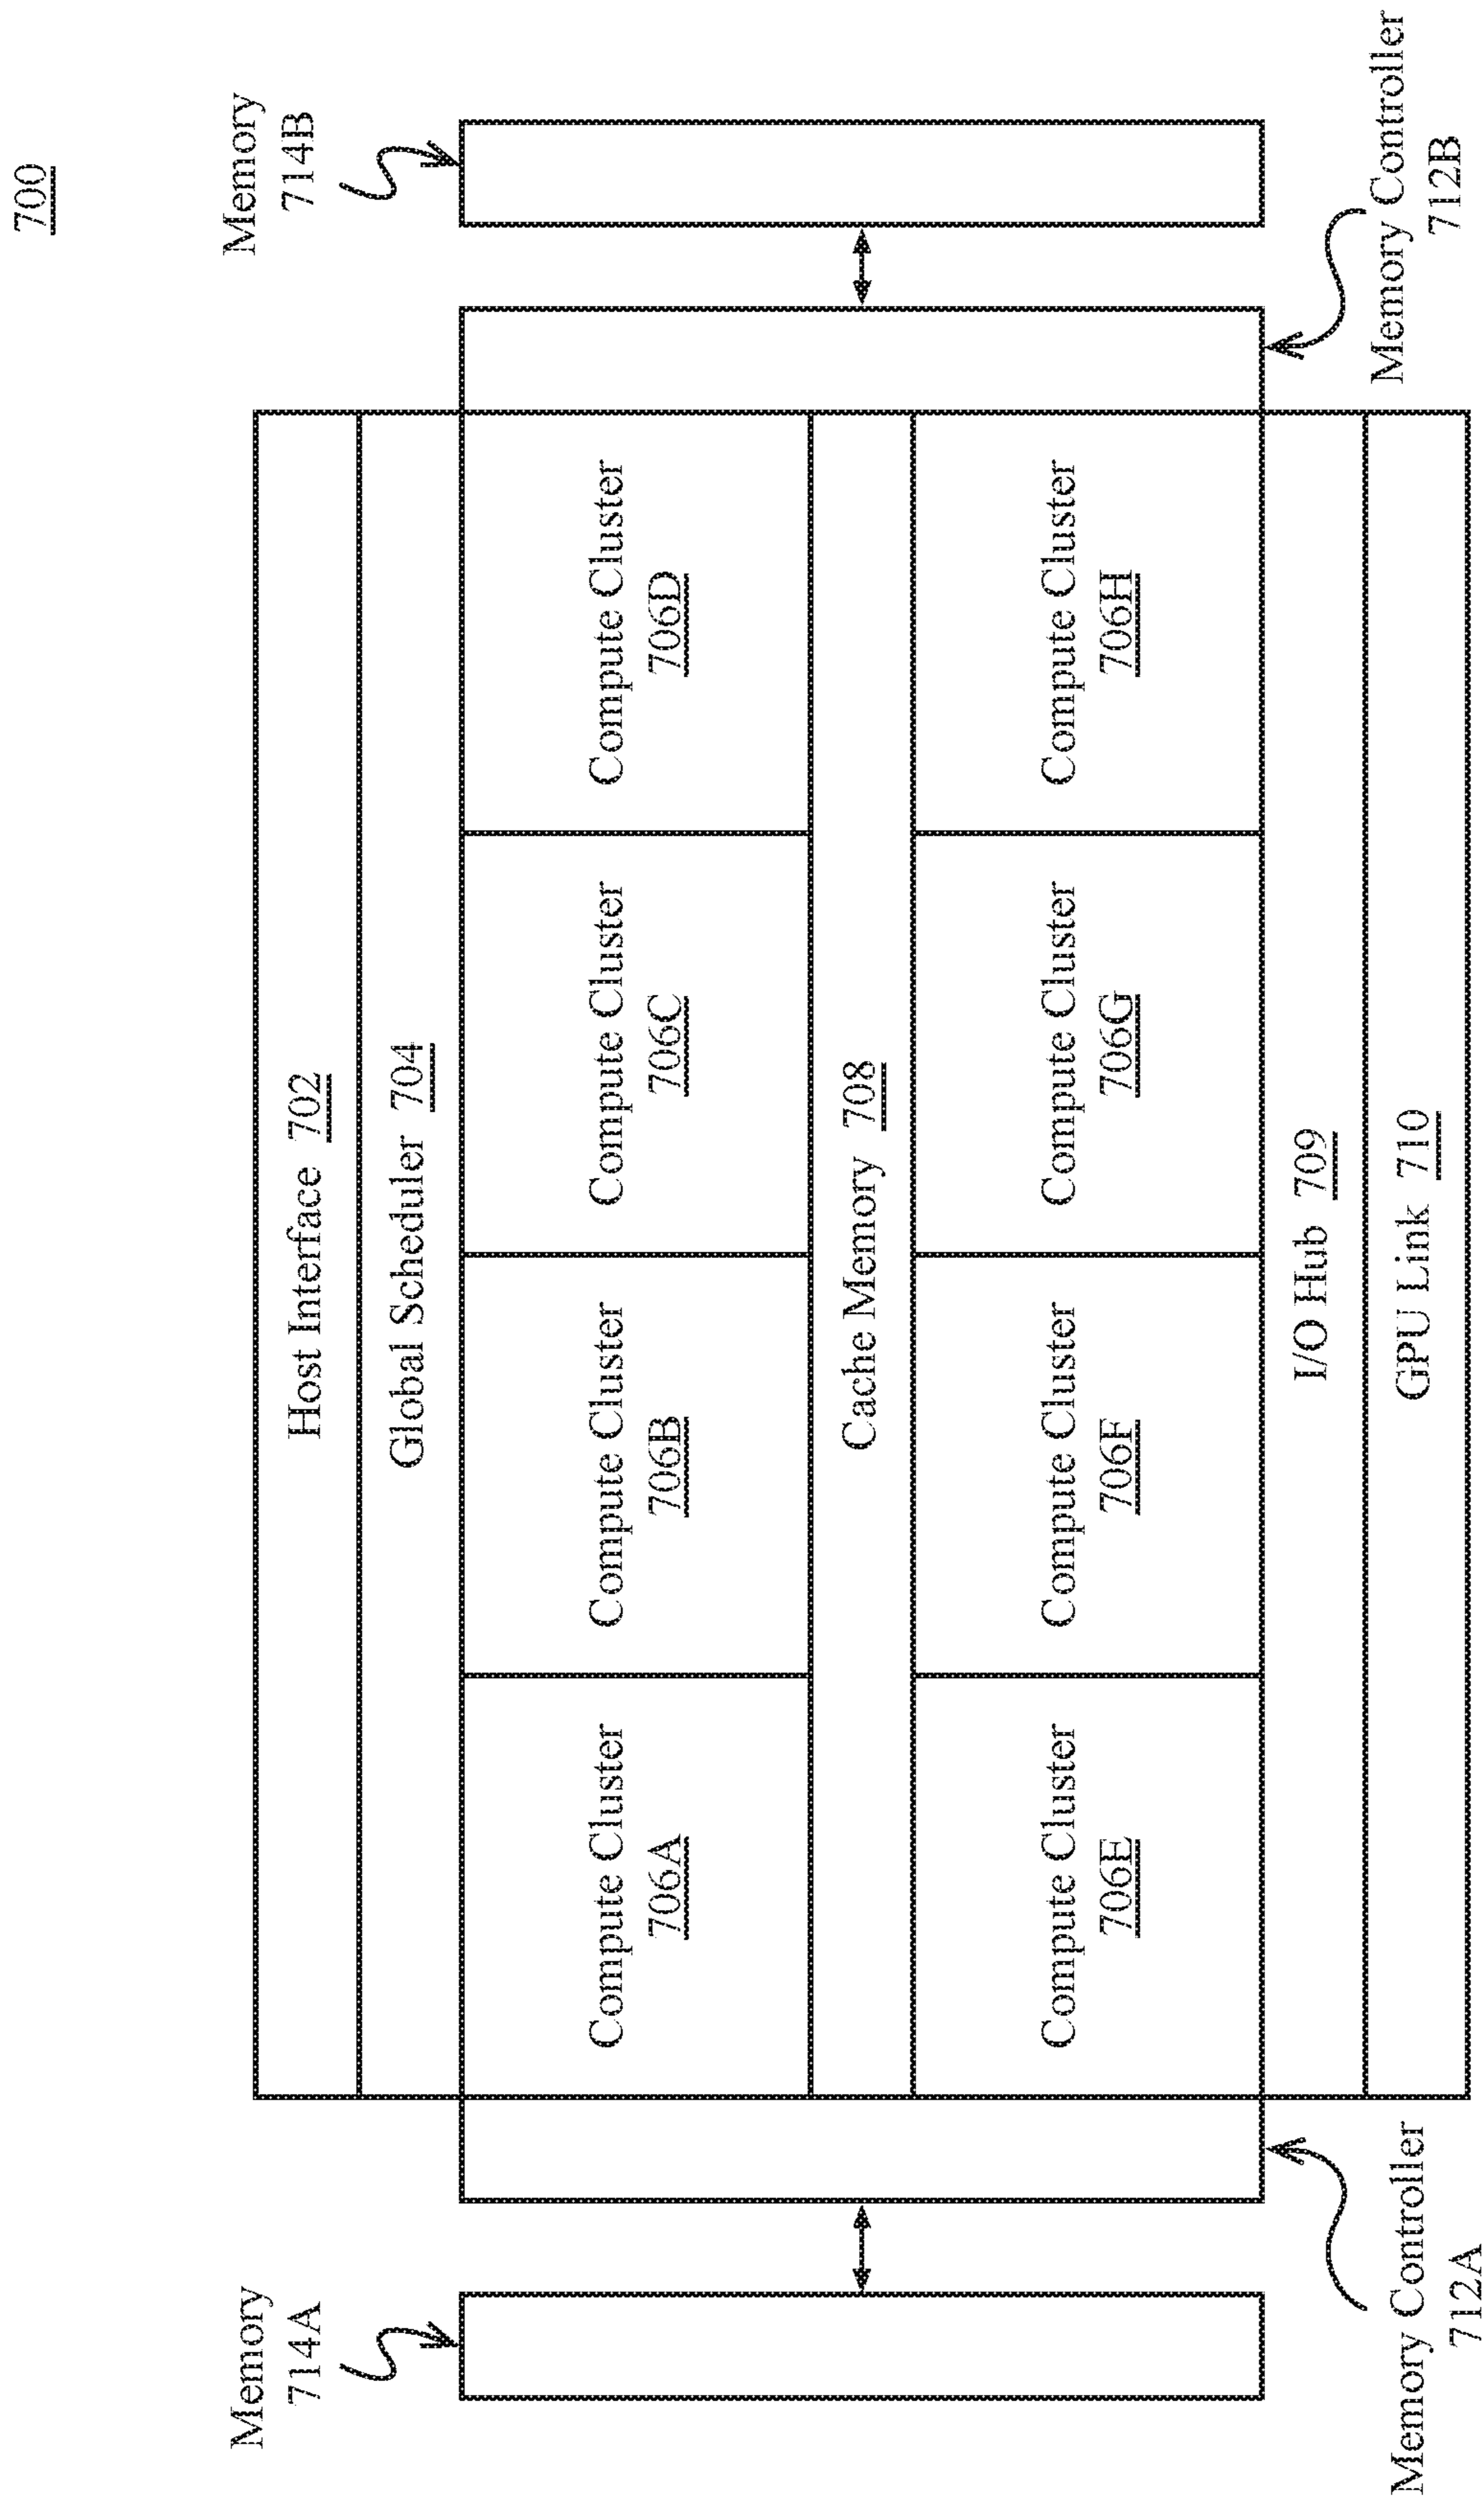 700
Memory
714A
Memory
714B
Host Interface 702
Global Scheduler 704
Compute Cluster
706A
Compute Cluster
706B
Compute Cluster
706C
Compute Cluster
706D
Cache Memory 708
Compute Cluster
706E
Compute Cluster
706F
Compute Cluster
706G
Compute Cluster
706H
I/O Hub 709
GPU Link 710
Memory Controller
712A
Memory Controller
712B